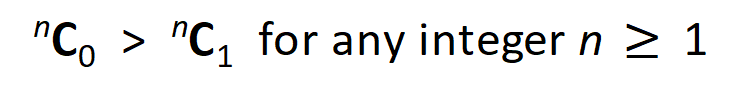 ⁿC₀ > ⁿC₁ for any integer n ≥ 1